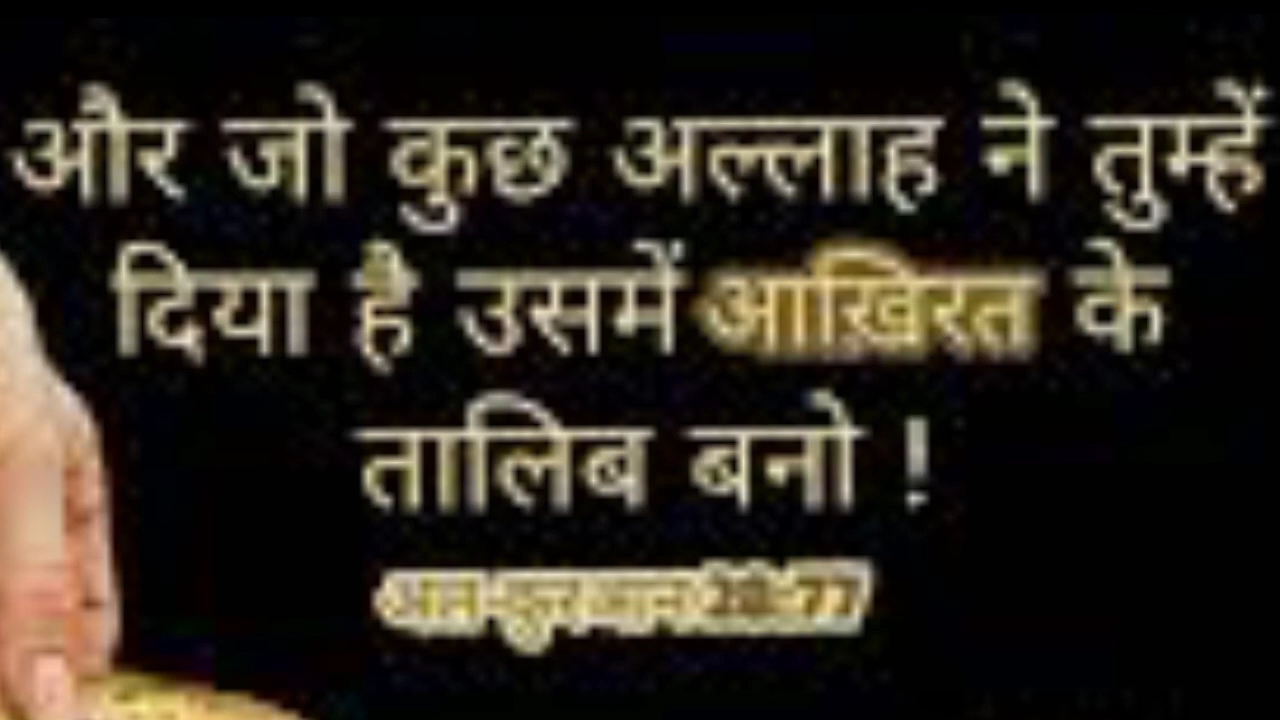 और जो कुछ अल्लाह ने तुम्हें
दिया है उसमें आख़िरत के
तालिब बनो !